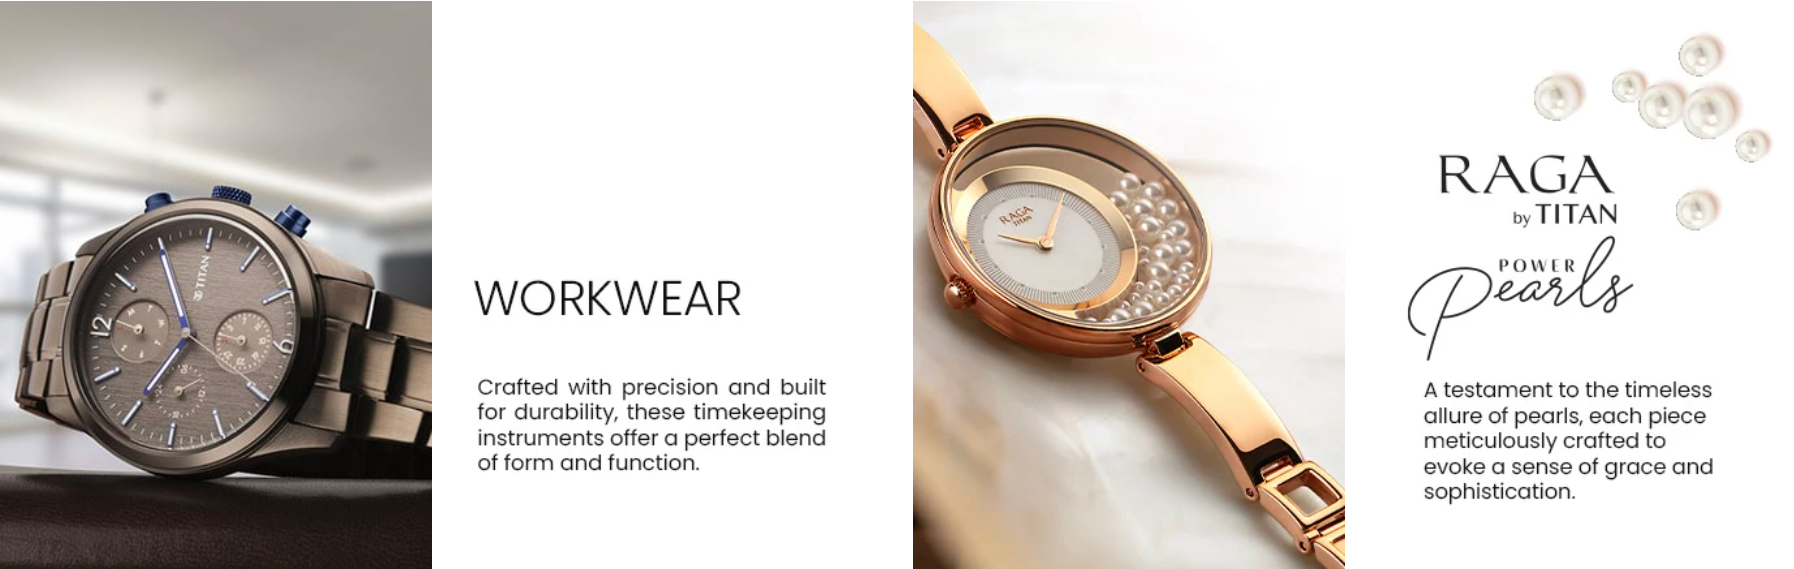 TITAN
12
6
WORKWEAR
Crafted with precision and built
for durability, these timekeeping
instruments offer a perfect blend
of form and function.
RAGA
TITAN
RAGA
by TITAN
POWER
Pearls
A testament to the timeless
allure of pearls, each piece
meticulously crafted to
evoke a sense of grace and
sophistication.